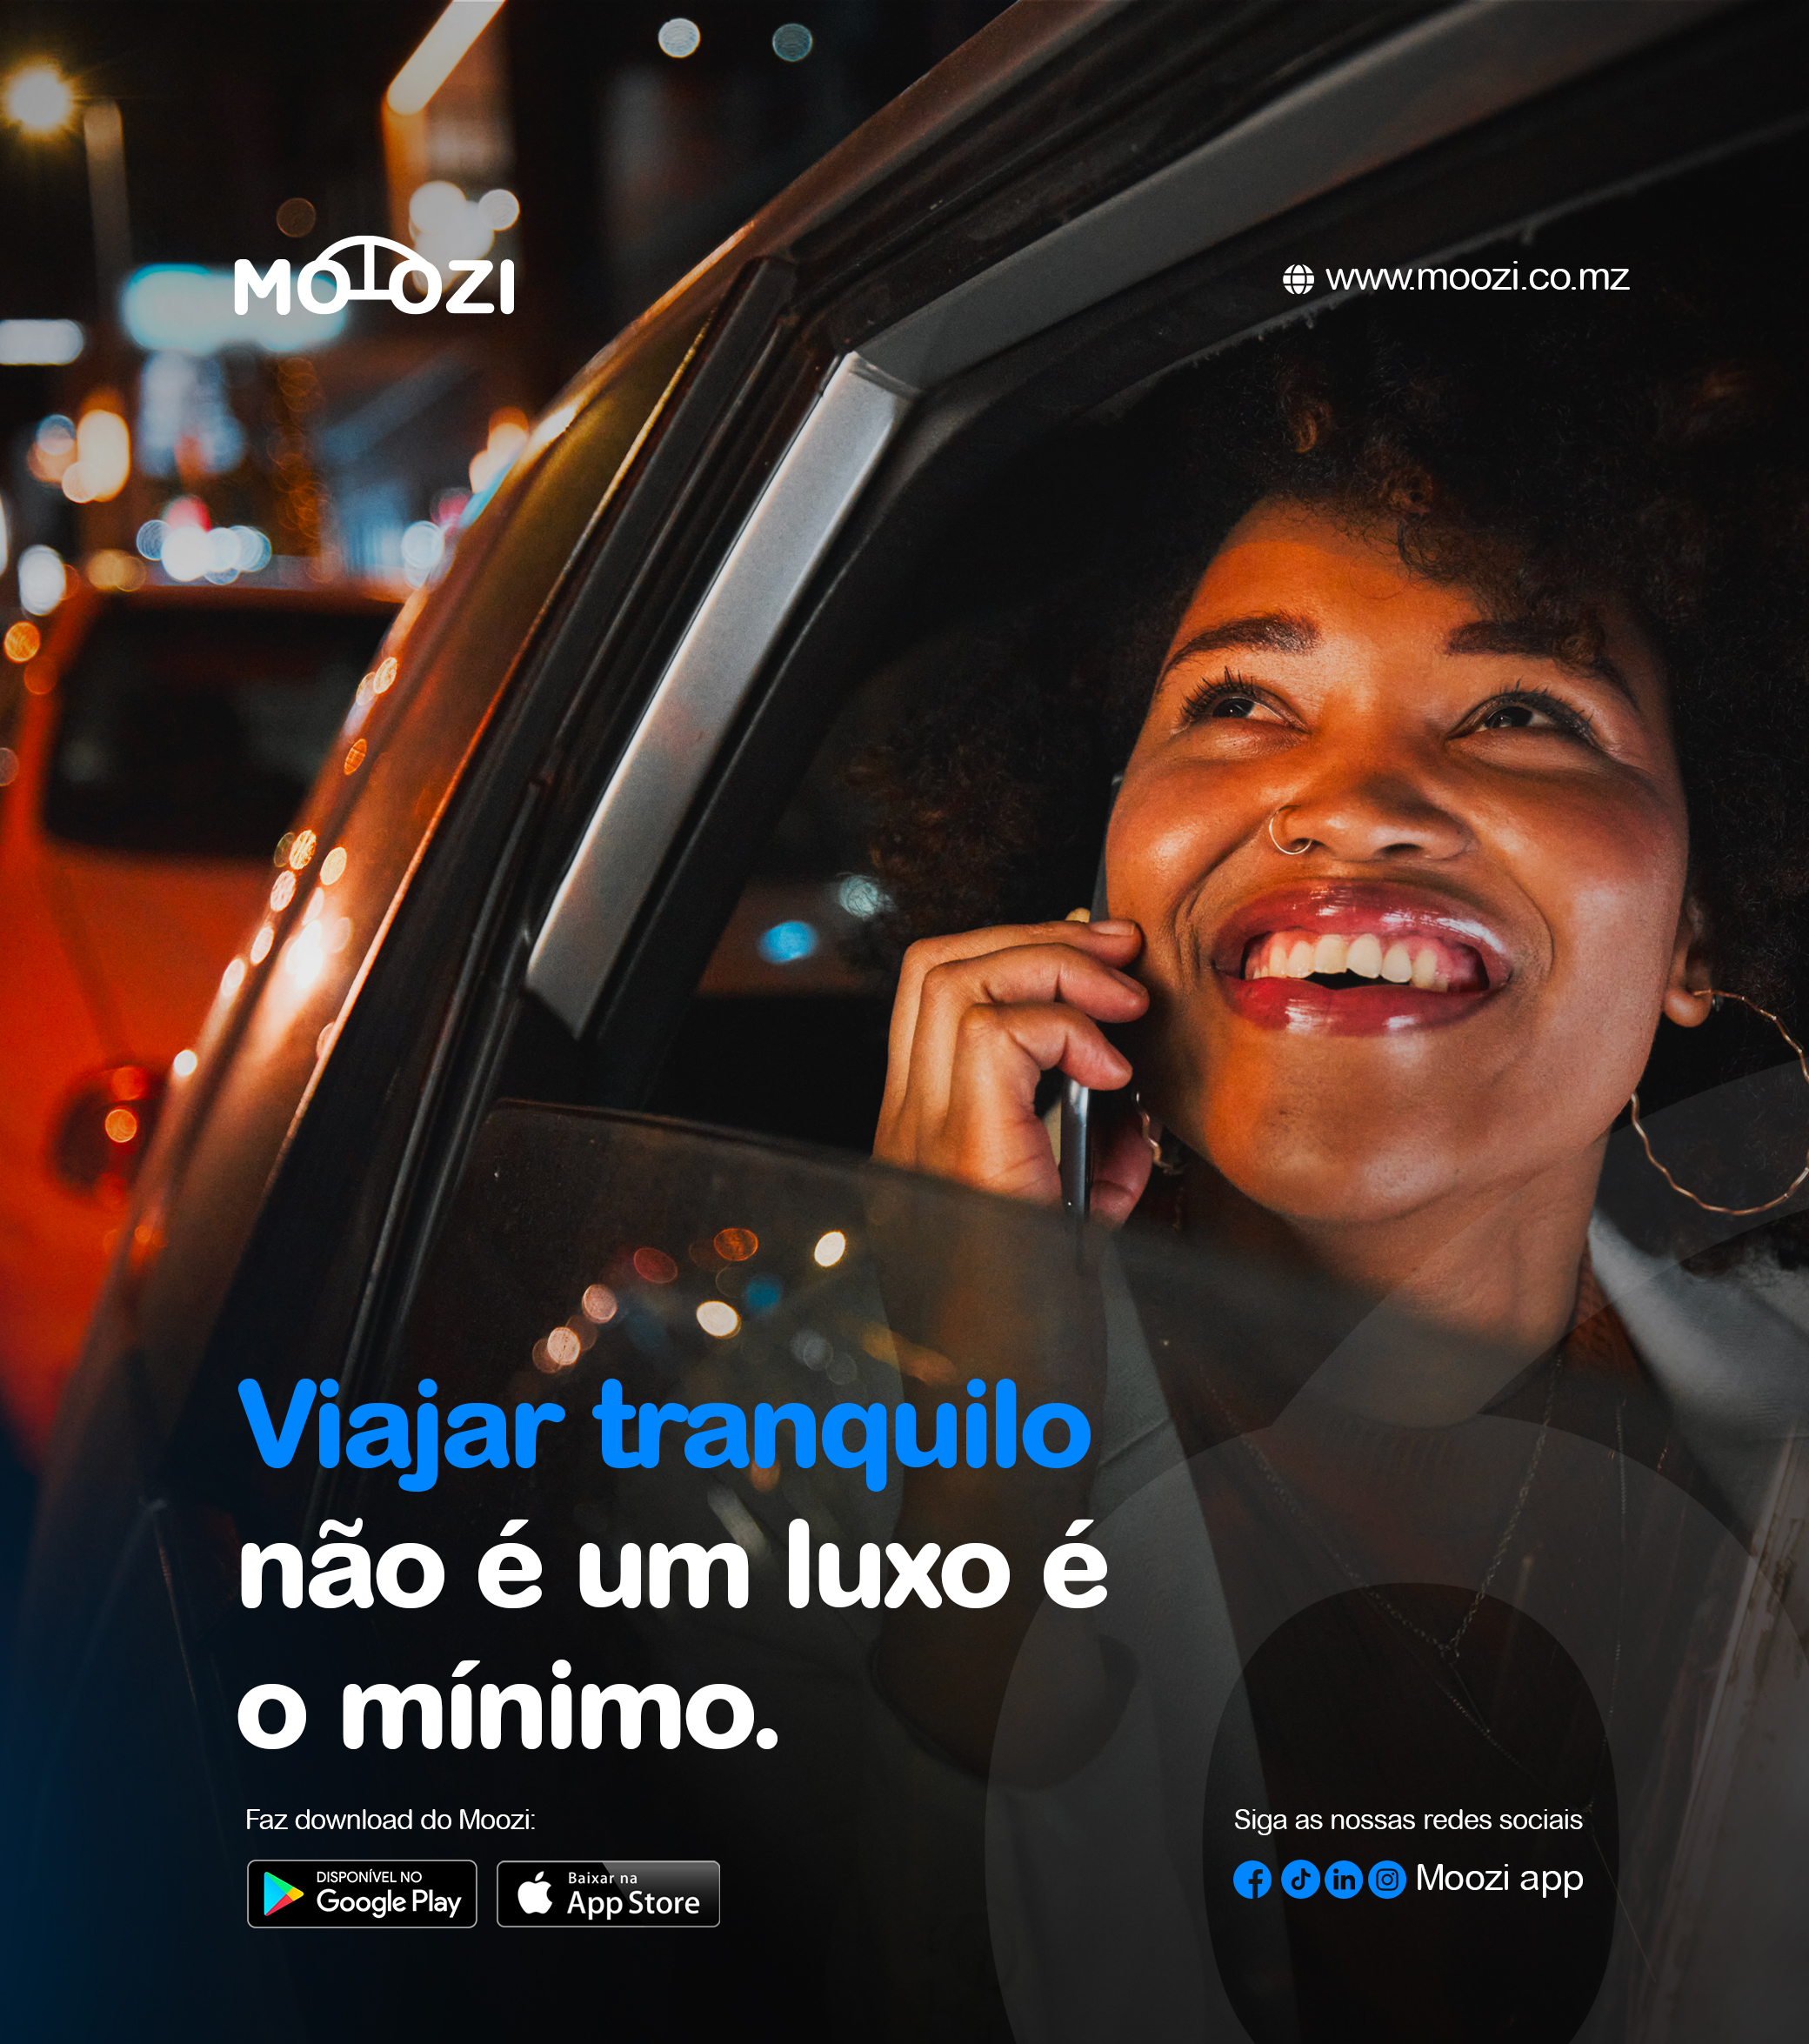 MOOZI
www.moozi.co.mz
Viajar tranquilo
não é um luxo é
o mínimo.
Faz download do Moozi:
DISPONÍVEL NO
Google Play
Baixar na
App Store
Siga as nossas redes sociais
Moozi app